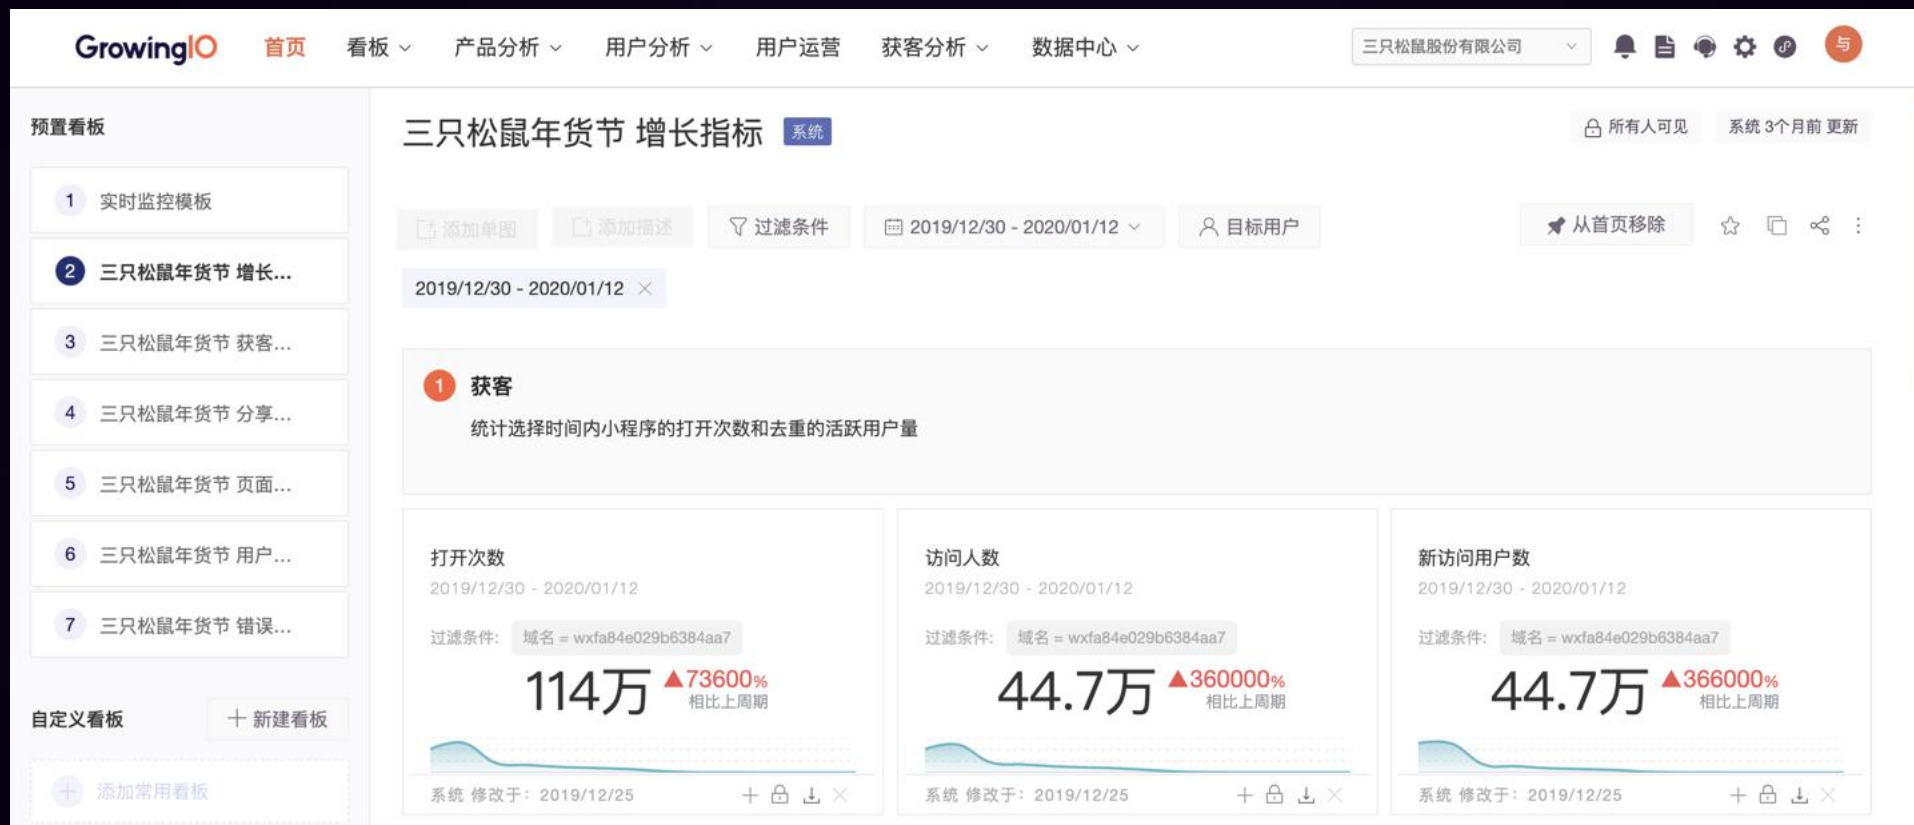 GrowingIO 首页 看板 产品分析 用户分析 用户运营 获客分析 数据中心 三只松鼠股份有限公司 与
预置看板
1 实时监控模板
2 三只松鼠年货节 增长...
3 三只松鼠年货节 获客...
4 三只松鼠年货节 分享...
5 三只松鼠年货节 页面...
6 三只松鼠年货节 用户...
7 三只松鼠年货节 错误...
自定义看板 + 新建看板
添加常用看板
三只松鼠年货节 增长指标 系统 所有人可见 系统 3个月前 更新
添加单图 添加描述 过滤条件 2019/12/30 - 2020/01/12 目标用户 从首页移除
2019/12/30 - 2020/01/12 ×
1 获客
统计选择时间内小程序的打开次数和去重的活跃用户量
打开次数
2019/12/30 - 2020/01/12
过滤条件: 域名 = wxfa84e029b6384aa7
114万 ▲73600%
相比上周期
系统 修改于: 2019/12/25
访问人数
2019/12/30 - 2020/01/12
过滤条件: 域名 = wxfa84e029b6384aa7
44.7万 ▲360000%
相比上周期
系统 修改于: 2019/12/25
新访问用户数
2019/12/30 - 2020/01/12
过滤条件: 域名 = wxfa84e029b6384aa7
44.7万 ▲366000%
相比上周期
系统 修改于: 2019/12/25